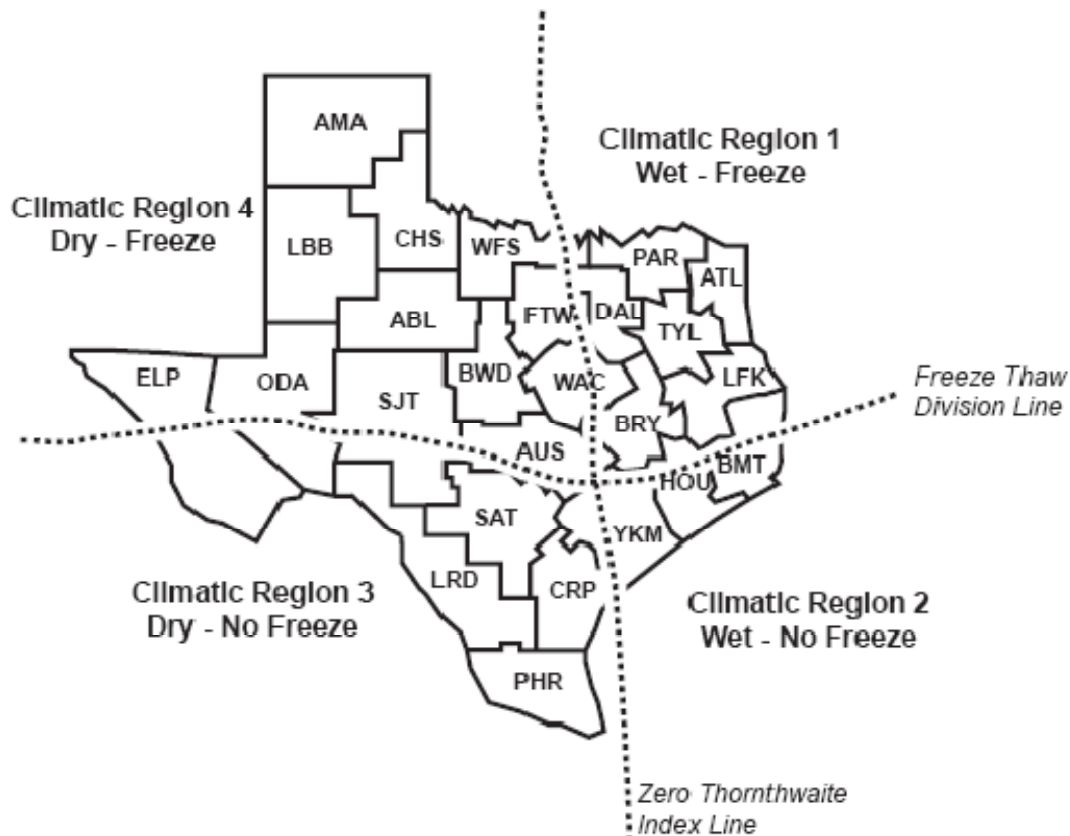 Climatic Region 1
Wet - Freeze
AMA
Climatic Region 4
Dry - Freeze
CHS
WFS
LBB
PAR
ATL
FTW
DAL
ABL
TYL
ELP
ODA
BWD
WAC
LFK
SJT
Freeze Thaw
Division Line
BRY
AUS
BMT
HOU
SAT
YKM
LRD
CRP
Climatic Region 3
Dry - No Freeze
Climatic Region 2
Wet - No Freeze
PHR
Zero Thornthwaite
Index Line